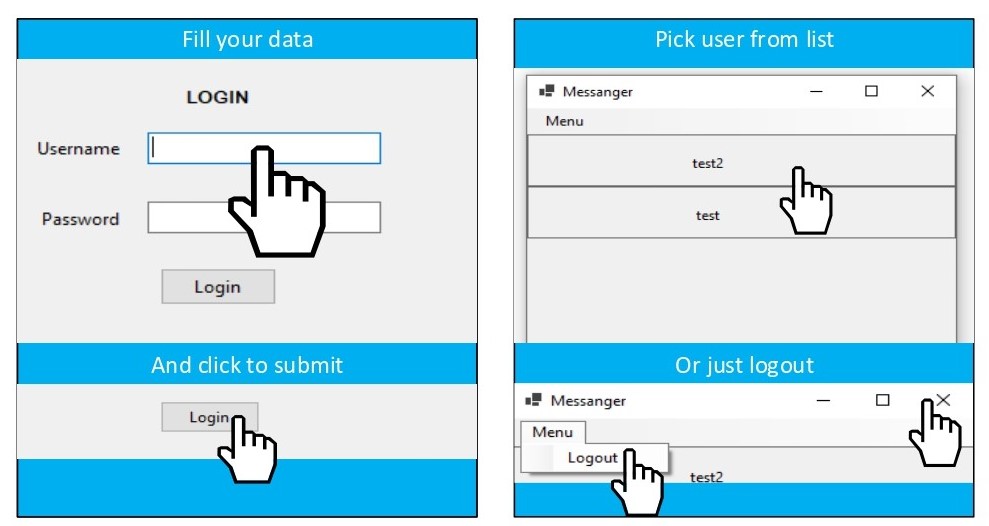 Fill your data
LOGIN
Username
Password
Login
And click to submit
Login
Pick user from list
Messanger
Menu
test2
test
Or just logout
Messanger
Menu
Logout
test2